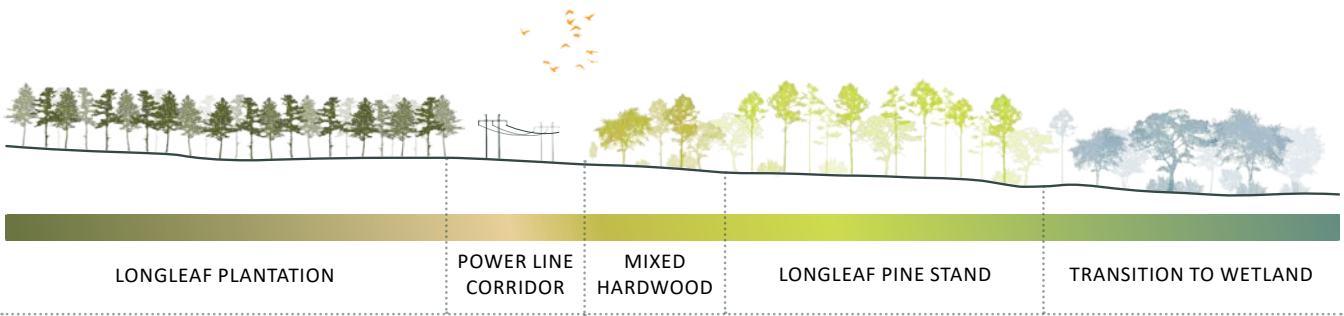 LONGLEAF PLANTATION
POWER LINE
CORRIDOR
MIXED
HARDWOOD
LONGLEAF PINE STAND
TRANSITION TO WETLAND